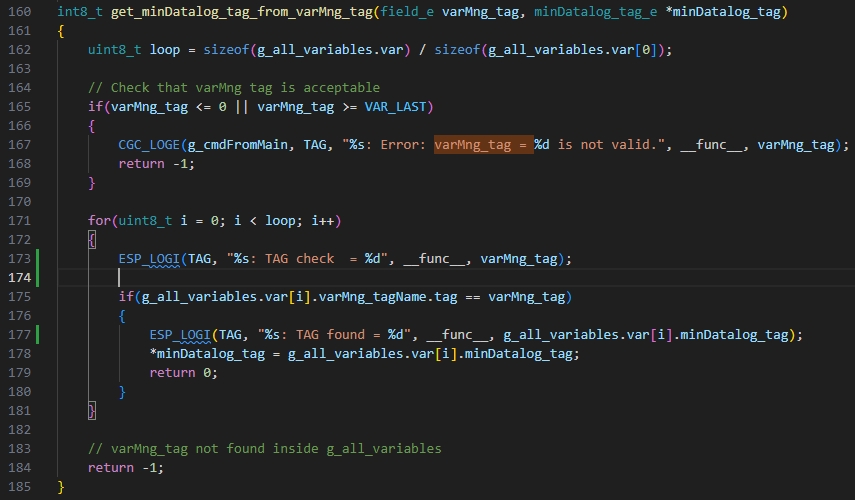 160 int8_t get_minDatalog_tag_from_varMng_tag(field_e varMng_tag, minDatalog_tag_e *minDatalog_tag)
161 {
162     uint8_t loop = sizeof(g_all_variables.var) / sizeof(g_all_variables.var[0]);
163
164     // Check that varMng tag is acceptable
165     if(varMng_tag <= 0 || varMng_tag >= VAR_LAST)
166     {
167         CGC_LOGE(g_cmdFromMain, TAG, "%s: Error: varMng_tag = %d is not valid.", __func__, varMng_tag);
168         return -1;
169     }
170
171     for(uint8_t i = 0; i < loop; i++)
172     {
173         ESP_LOGI(TAG, "%s: TAG check  = %d", __func__, varMng_tag);
174
175         if(g_all_variables.var[i].varMng_tagName.tag == varMng_tag)
176         {
177             ESP_LOGI(TAG, "%s: TAG found = %d", __func__, g_all_variables.var[i].minDatalog_tag);
178             *minDatalog_tag = g_all_variables.var[i].minDatalog_tag;
179             return 0;
180         }
181     }
182
183     // varMng_tag not found inside g_all_variables
184     return -1;
185 }